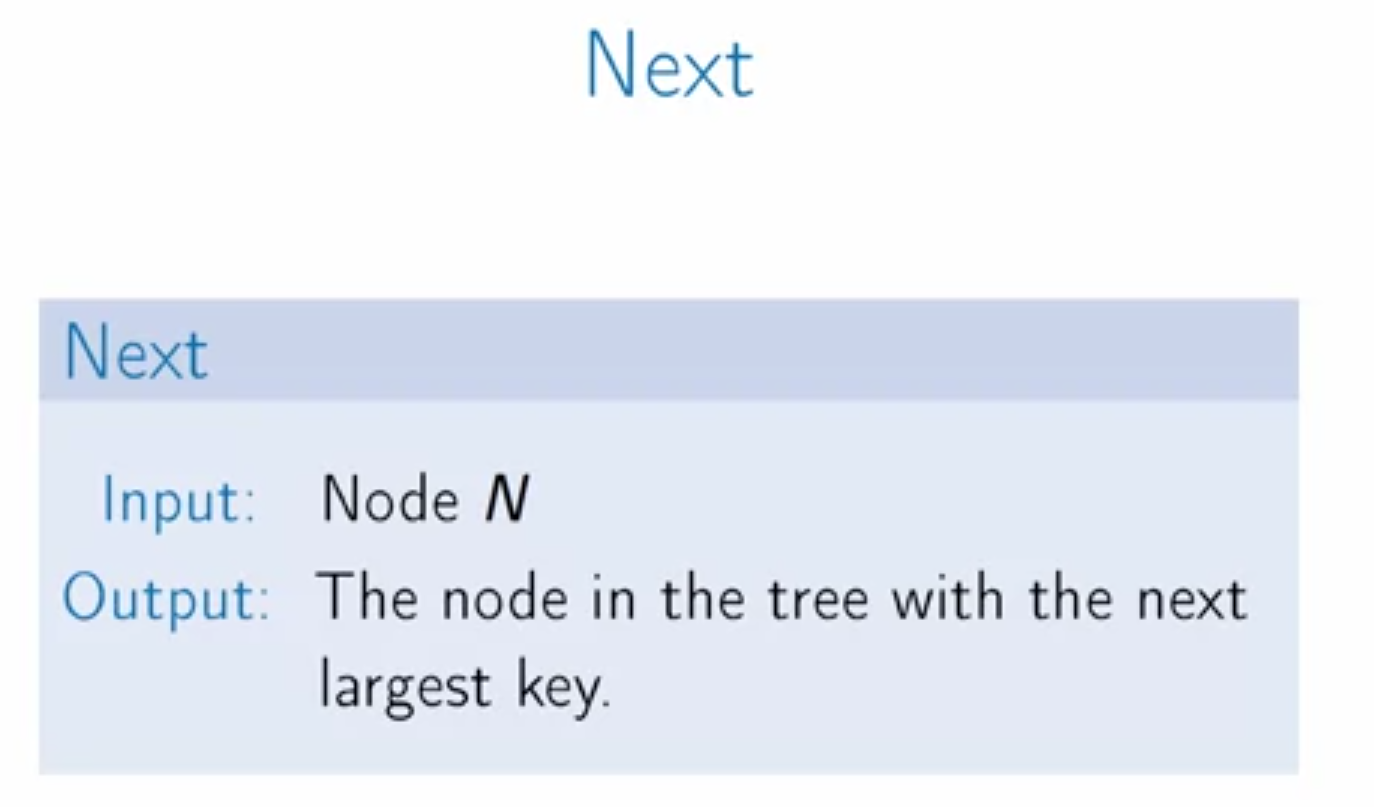 Next
Next
Input: Node N
Output: The node in the tree with the next
largest key.